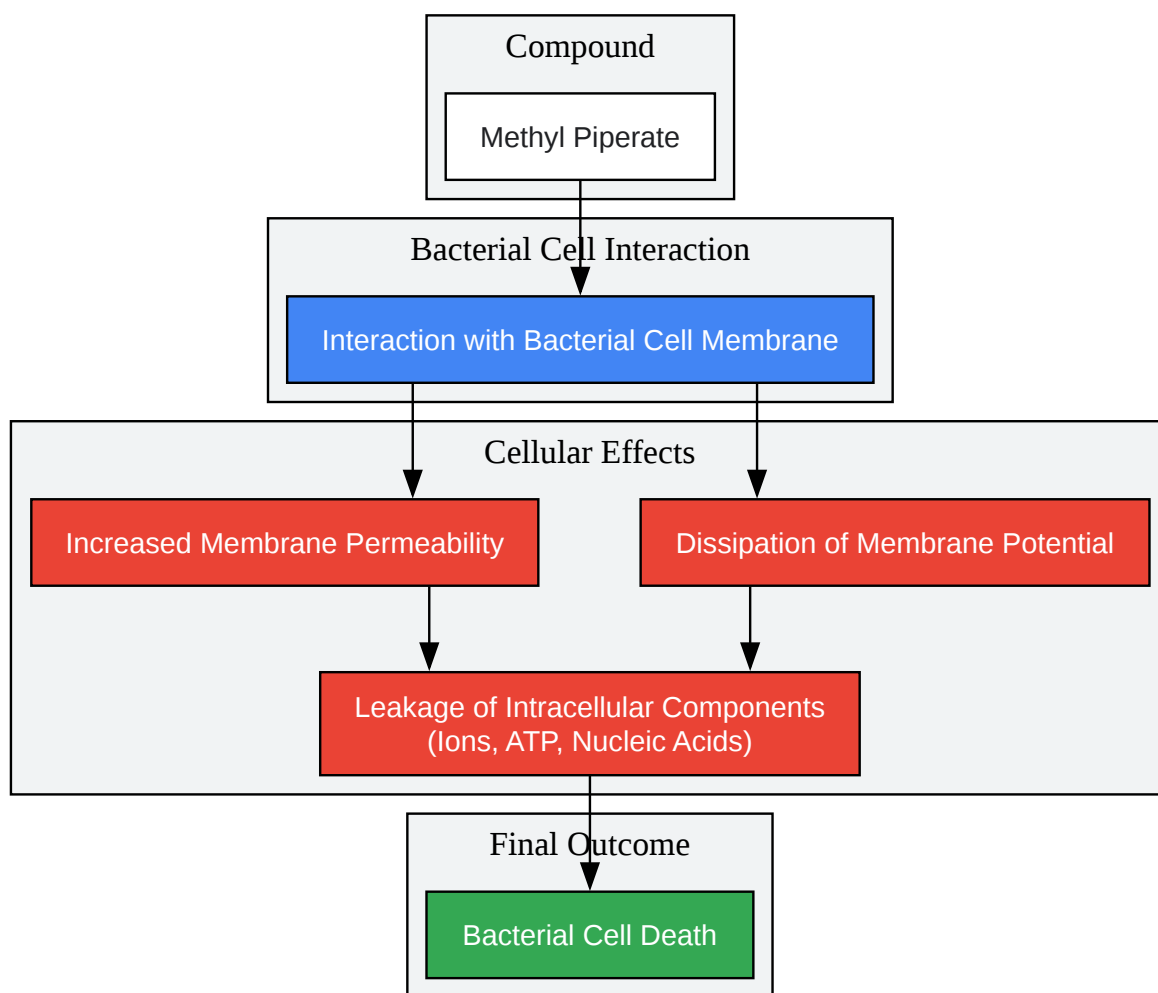 Compound
Methyl Piperate
Bacterial Cell Interaction
Interaction with Bacterial Cell Membrane
Cellular Effects
Increased Membrane Permeability
Dissipation of Membrane Potential
Leakage of Intracellular Components
(Ions, ATP, Nucleic Acids)
Final Outcome
Bacterial Cell Death